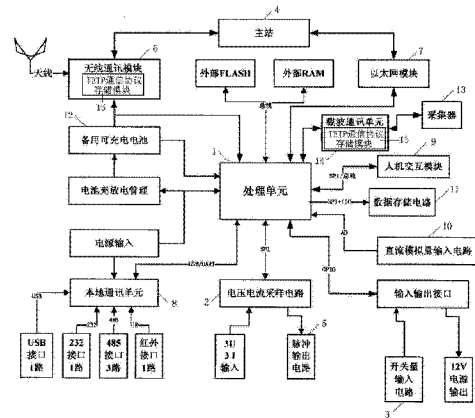 4
主站
6
天线
无线通讯模块
TETP通信协议
存储模块
15
外部FLASH
外部RAM
总线
7
以太网模块
13
采集器
微波通讯单元
TETP通信协议
存储模块
15
14
12
备用可充电电池
1
处理单元
SPI/总线
9
人机交互模块
电池充放电管理
SPI+IIC
11
数据存储电路
10
AD
直流模拟量输入电路
电源输入
SPI
GPIO
USB
本地通讯单元
8
2
电压电流采样电路
输入输出接口
232
485
USB
接口
1路
232
接口
1路
485
接口
3路
红外
接口
1路
3U
3I
输入
5
脉冲
输出
电路
开关量
输入
电路
3
12V
电源
输出